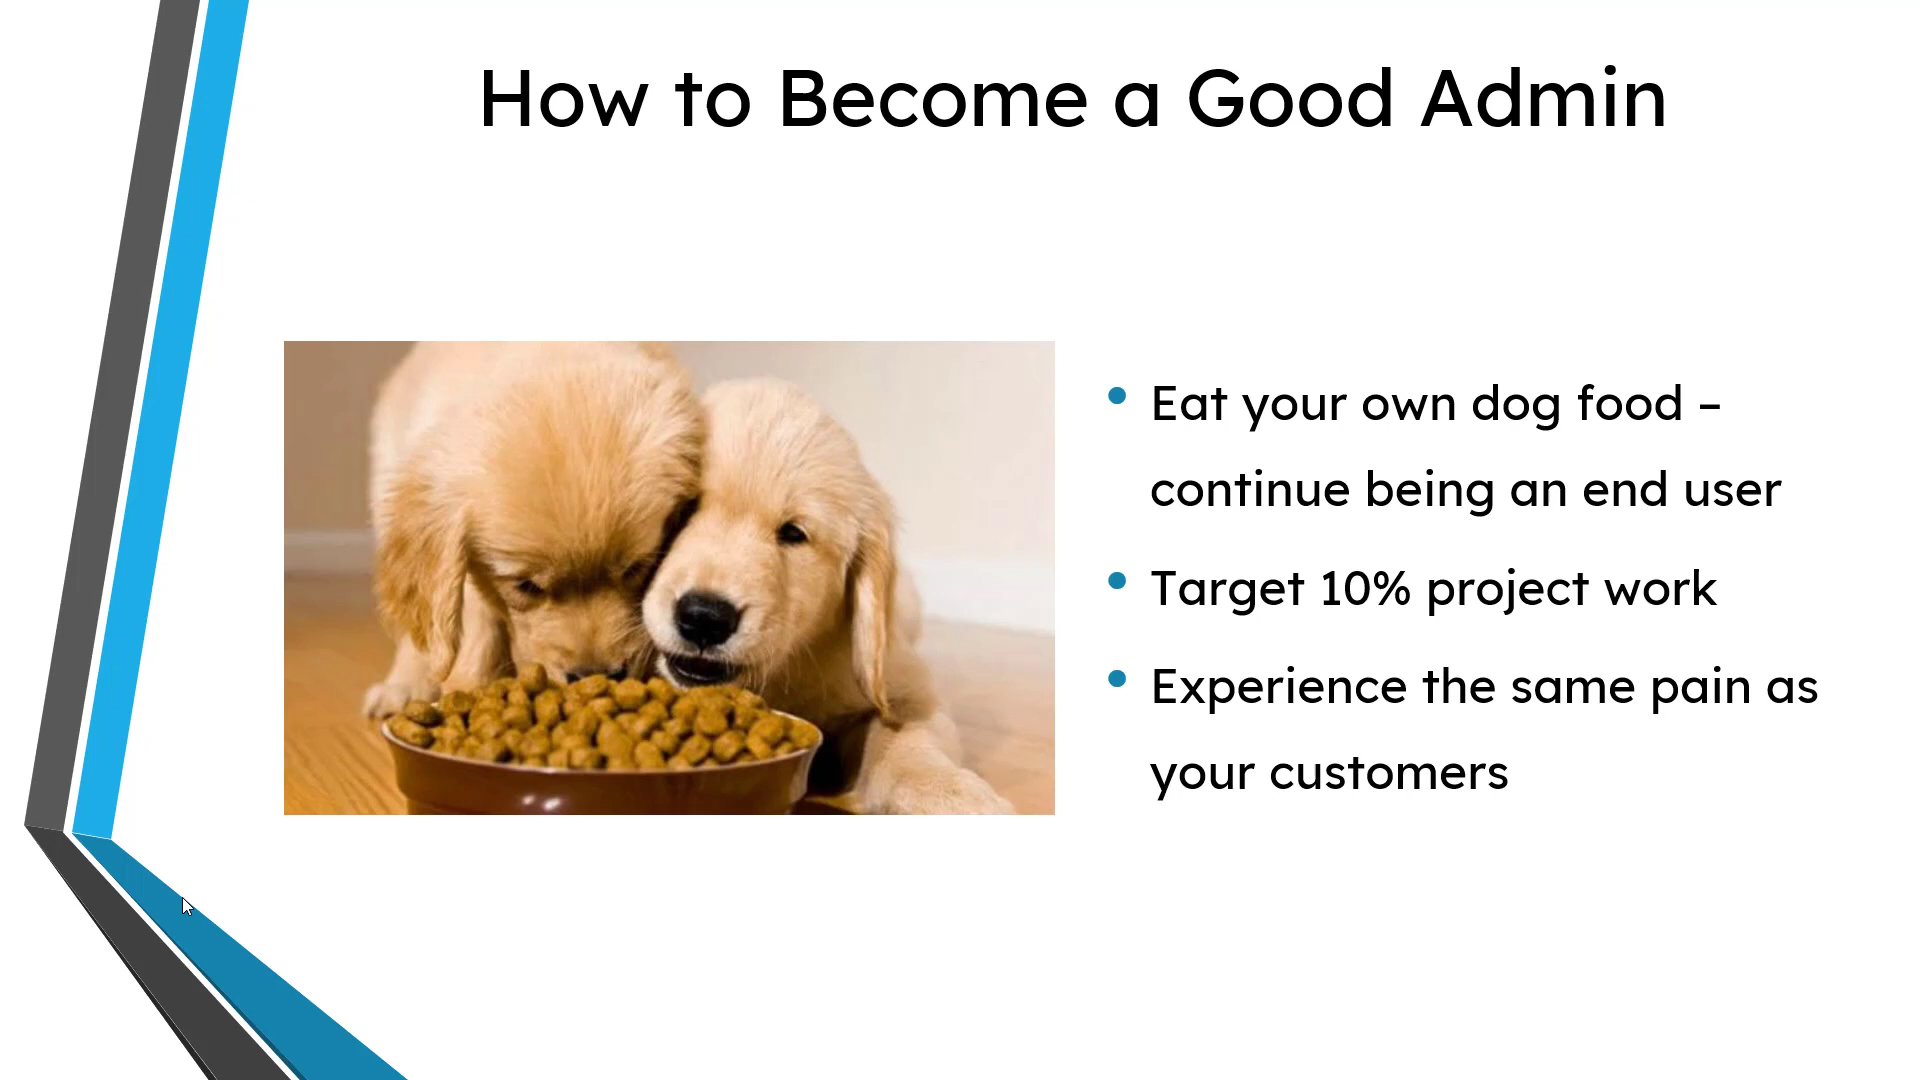 How to Become a Good Admin
Eat your own dog food –
continue being an end user
Target 10% project work
Experience the same pain as
your customers